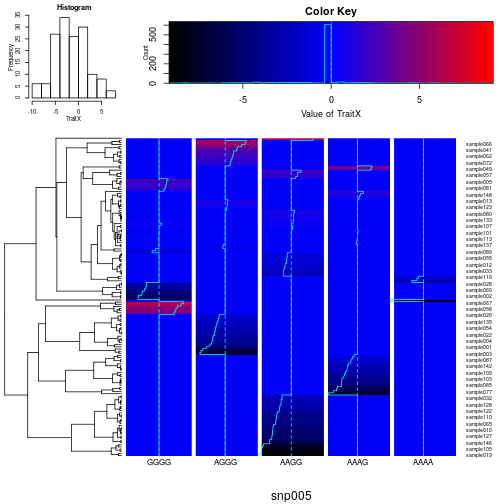 Histogram
Frequency
0 5 10 15 20 25 30 35
-10 -5 0 5
TraitX
Color Key
Count
0 200 500
-5 0 5
Value of TraitX
sample066
sample041
sample062
sample072
sample049
sample057
sample005
sample081
sample148
sample013
sample123
sample080
sample133
sample107
sample101
sample113
sample137
sample089
sample055
sample012
sample033
sample116
sample028
sample060
sample002
sample067
sample058
sample020
sample135
sample054
sample022
sample004
sample001
sample003
sample087
sample142
sample109
sample103
sample085
sample077
sample032
sample128
sample122
sample110
sample065
sample010
sample127
sample146
sample105
sample019
GGGG AGGG AAGG AAAG AAAA
snp005